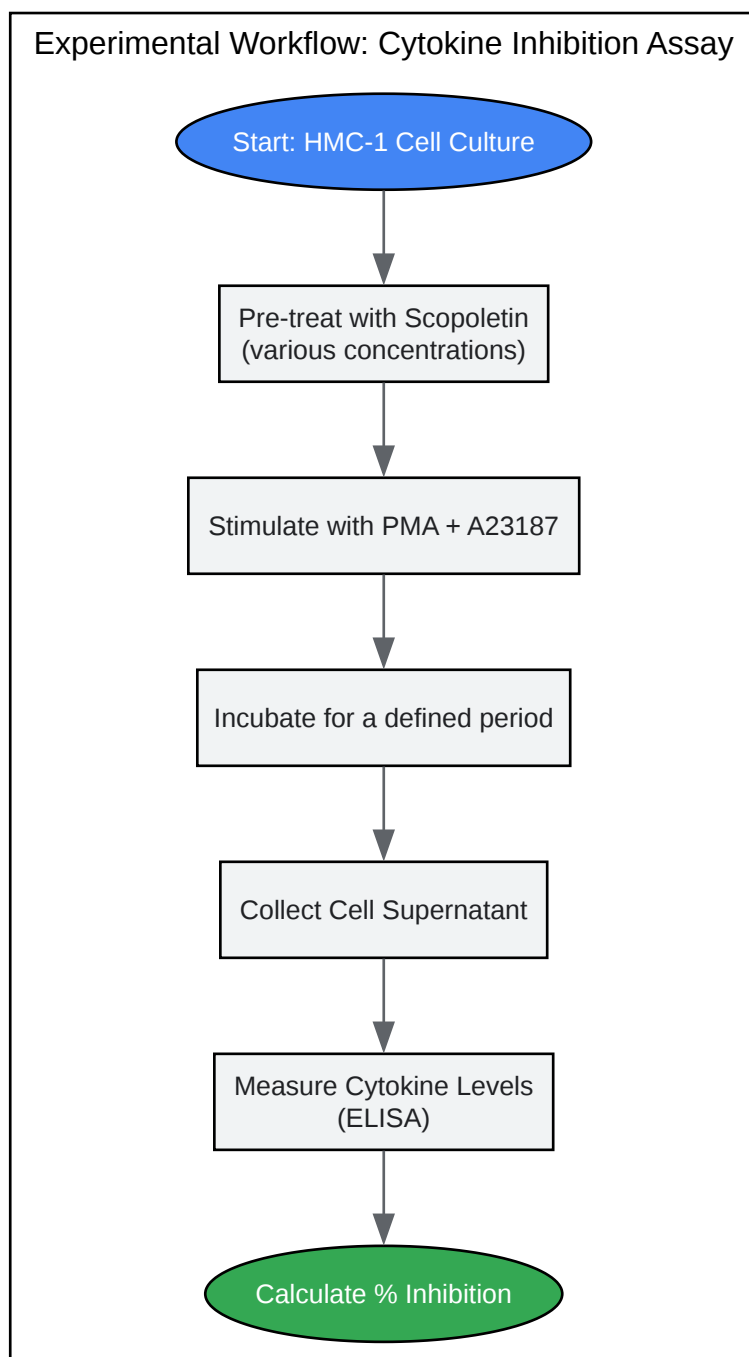 Experimental Workflow: Cytokine Inhibition Assay
Start: HMC-1 Cell Culture
Pre-treat with Scopoletin
(various concentrations)
Stimulate with PMA + A23187
Incubate for a defined period
Collect Cell Supernatant
Measure Cytokine Levels
(ELISA)
Calculate % Inhibition